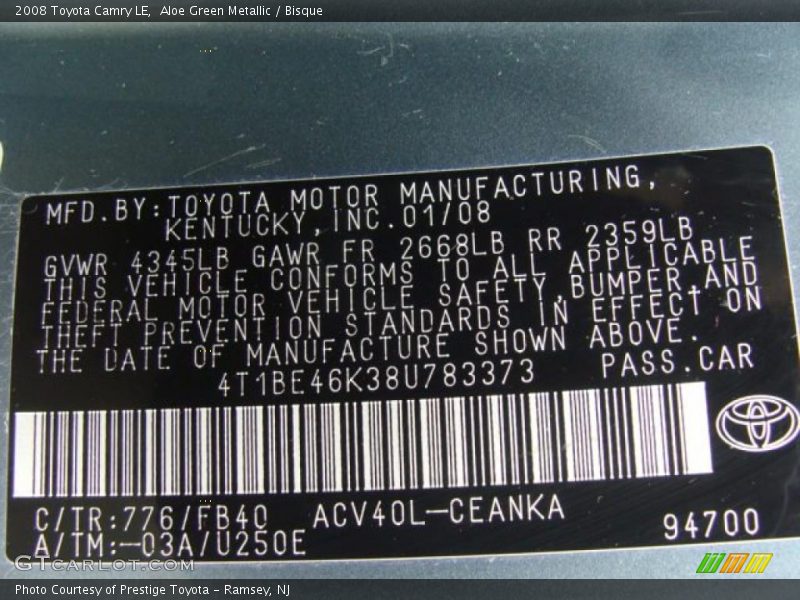 2008 Toyota Camry LE,  Aloe Green Metallic / Bisque
MFD.BY:TOYOTA MOTOR MANUFACTURING,
KENTUCKY,INC.01/08
GVWR 4345LB GAWR FR 2668LB RR 2359LB
THIS VEHICLE CONFORMS TO ALL APPLICABLE
FEDERAL MOTOR VEHICLE SAFETY,BUMPER,AND
THEFT PREVENTION STANDARDS IN EFFECT ON
THE DATE OF MANUFACTURE SHOWN ABOVE.
4T1BE46K38U783373 PASS.CAR
C/TR:776/FB40 ACV40L-CEANKA
A/TM:-03A/U250E 94700
GTCARLOT.COM
Photo Courtesy of Prestige Toyota - Ramsey, NJ